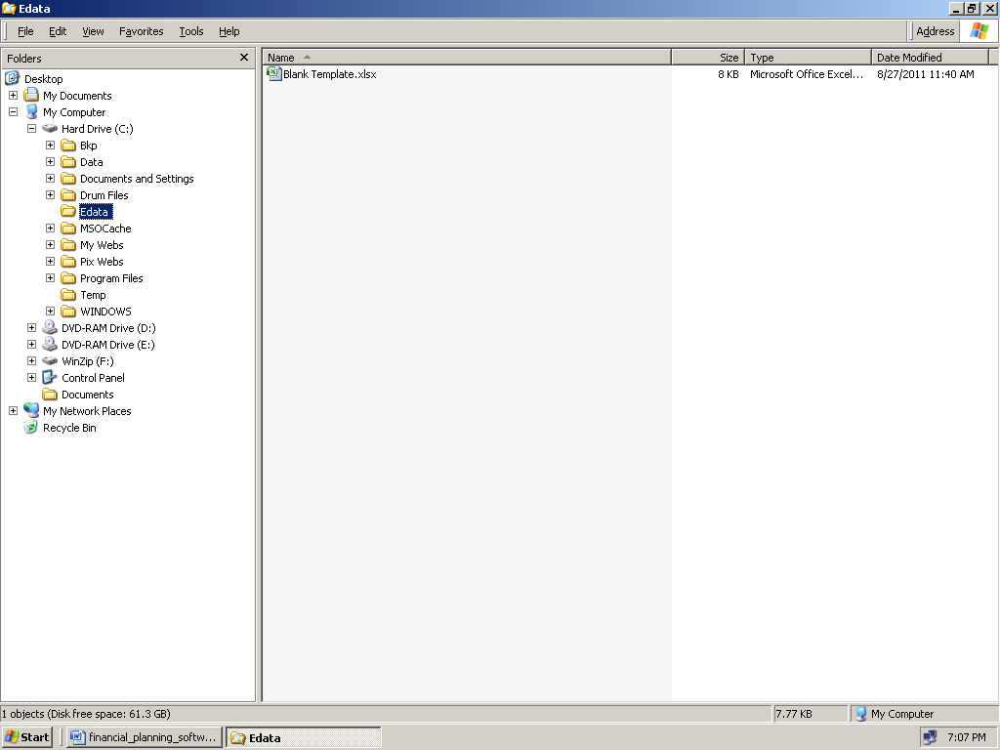 Edata
File Edit View Favorites Tools Help Address
Folders
Name Size Type Date Modified
Desktop
Blank Template.xlsx 8 KB Microsoft Office Excel... 8/27/2011 11:40 AM
My Documents
My Computer
Hard Drive (C:)
Bkp
Data
Documents and Settings
Drum Files
Edata
MSOCache
My Webs
Pix Webs
Program Files
Temp
WINDOWS
DVD-RAM Drive (D:)
DVD-RAM Drive (E:)
WinZip (F:)
Control Panel
Documents
My Network Places
Recycle Bin
1 objects (Disk free space: 61.3 GB) 7.77 KB My Computer
Start financial_planning_softw... Edata 7:07 PM